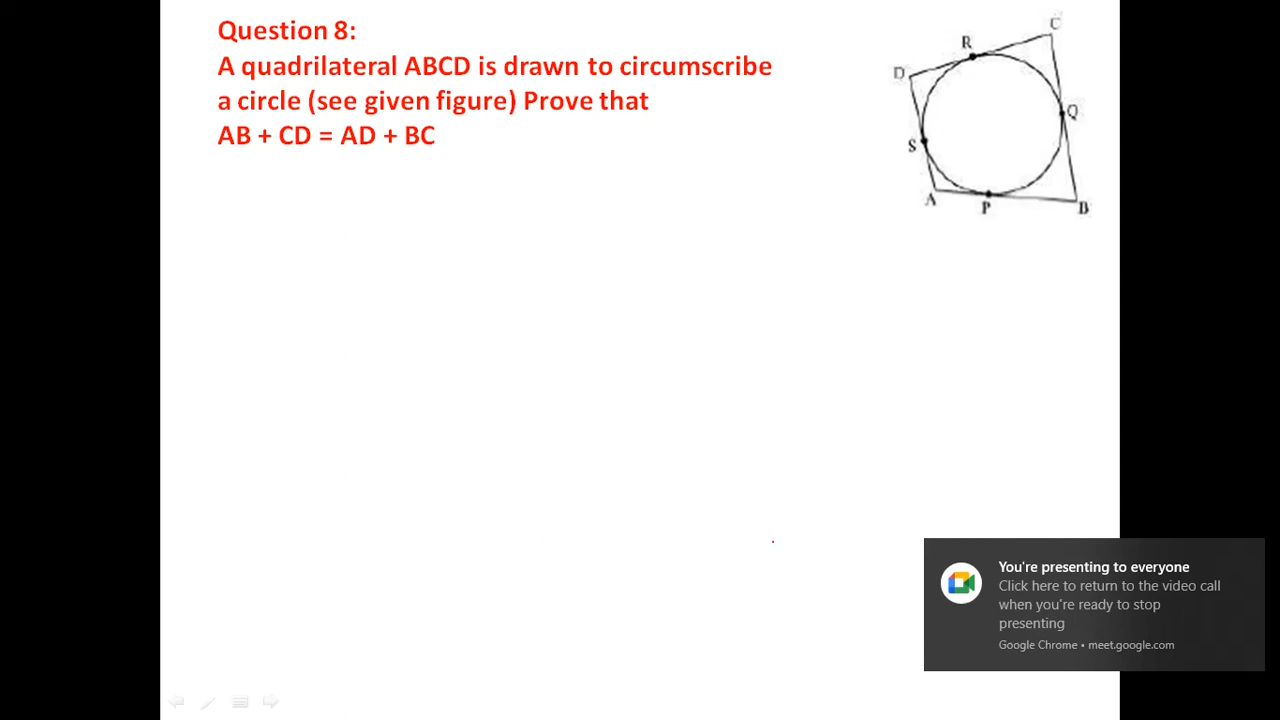 Question 8:
A quadrilateral ABCD is drawn to circumscribe
a circle (see given figure) Prove that
AB + CD = AD + BC
C
R
D
Q
S
A
P
B
You're presenting to everyone
Click here to return to the video call
when you're ready to stop
presenting
Google Chrome • meet.google.com